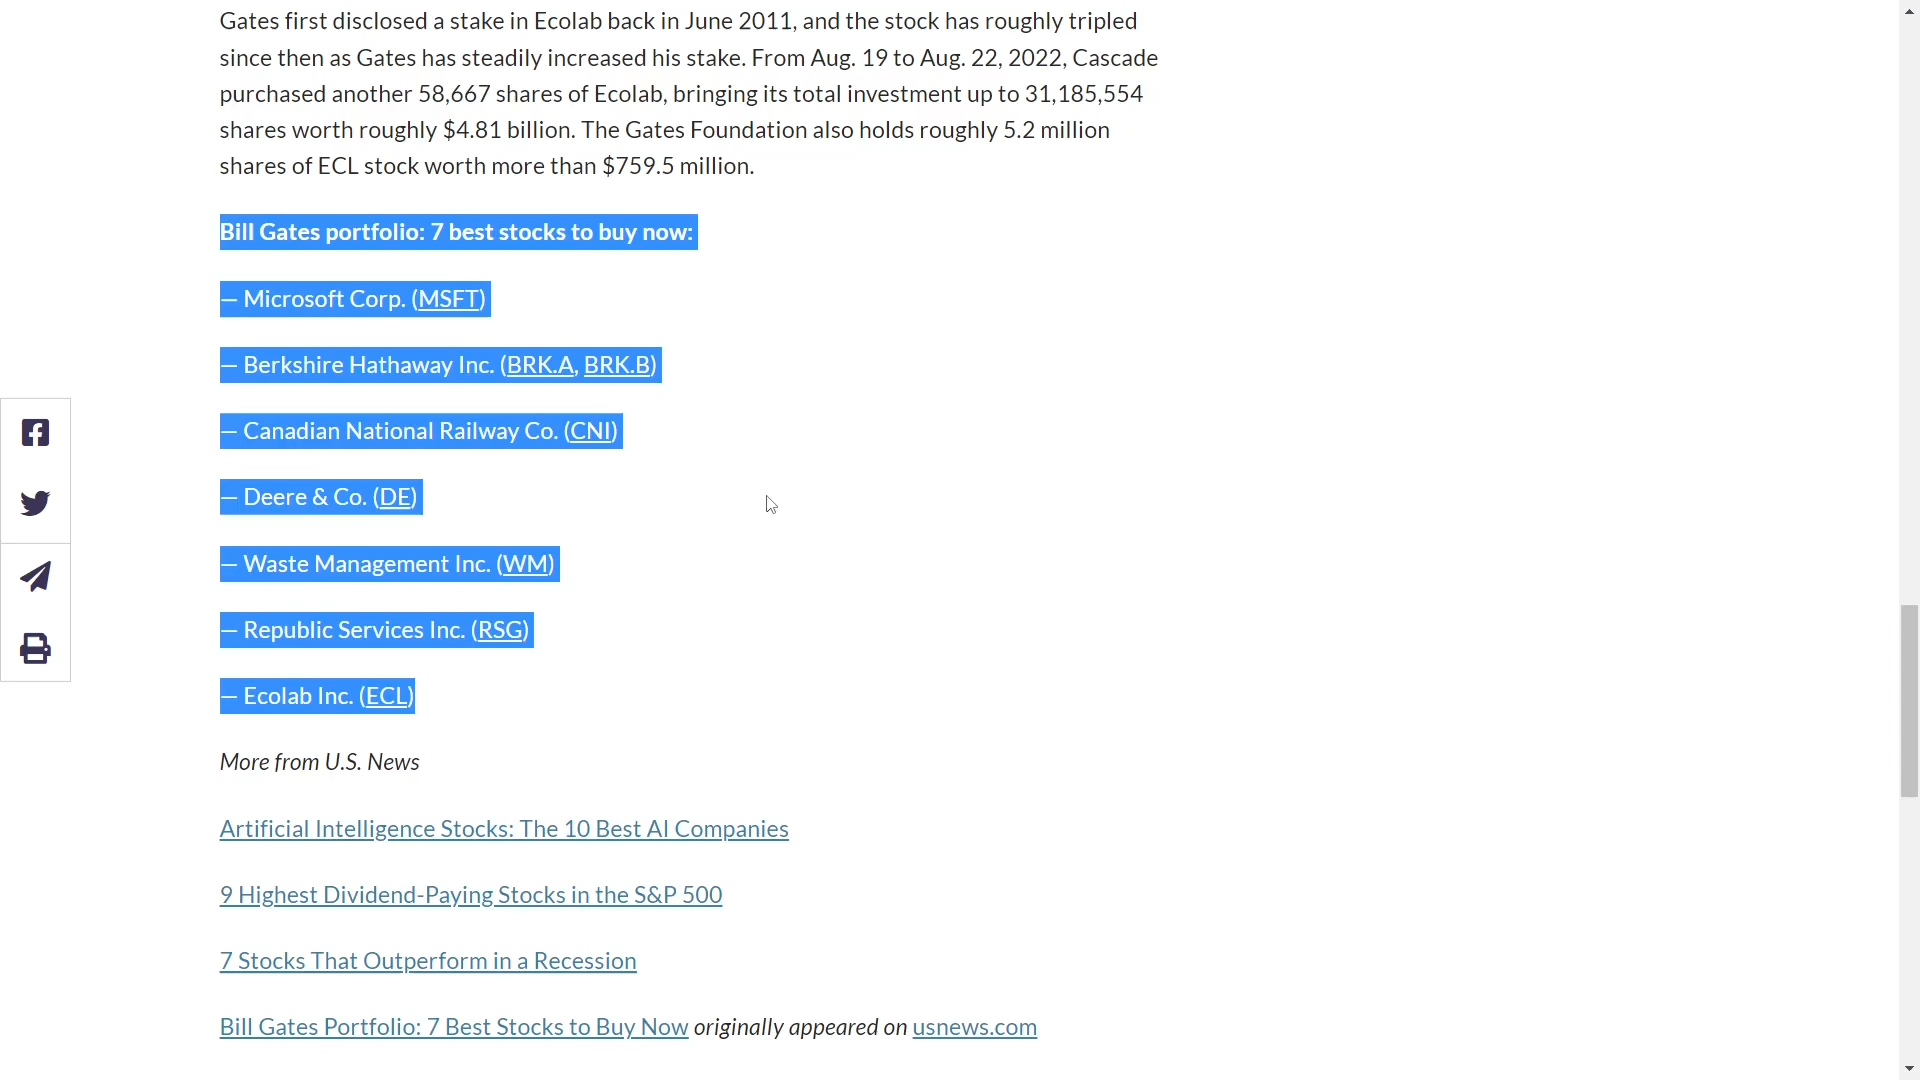 Gates first disclosed a stake in Ecolab back in June 2011, and the stock has roughly tripled
since then as Gates has steadily increased his stake. From Aug. 19 to Aug. 22, 2022, Cascade
purchased another 58,667 shares of Ecolab, bringing its total investment up to 31,185,554
shares worth roughly $4.81 billion. The Gates Foundation also holds roughly 5.2 million
shares of ECL stock worth more than $759.5 million.
Bill Gates portfolio: 7 best stocks to buy now:
— Microsoft Corp. (MSFT)
— Berkshire Hathaway Inc. (BRK.A, BRK.B)
— Canadian National Railway Co. (CNI)
— Deere & Co. (DE)
— Waste Management Inc. (WM)
— Republic Services Inc. (RSG)
— Ecolab Inc. (ECL)
More from U.S. News
Artificial Intelligence Stocks: The 10 Best AI Companies
9 Highest Dividend-Paying Stocks in the S&P 500
7 Stocks That Outperform in a Recession
Bill Gates Portfolio: 7 Best Stocks to Buy Now originally appeared on usnews.com